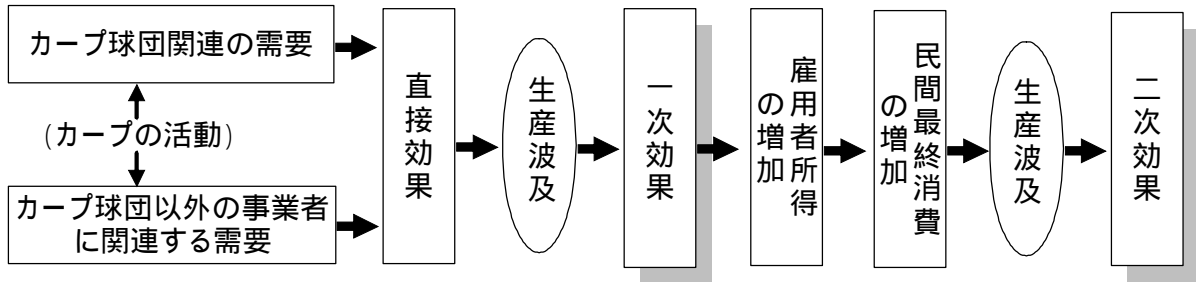 カープ球団関連の需要
(カープの活動)
カープ球団以外の事業者
に関連する需要
直接効果
生産波及
一次効果
雇用者所得
の増加
民間最終消費
の増加
生産波及
二次効果